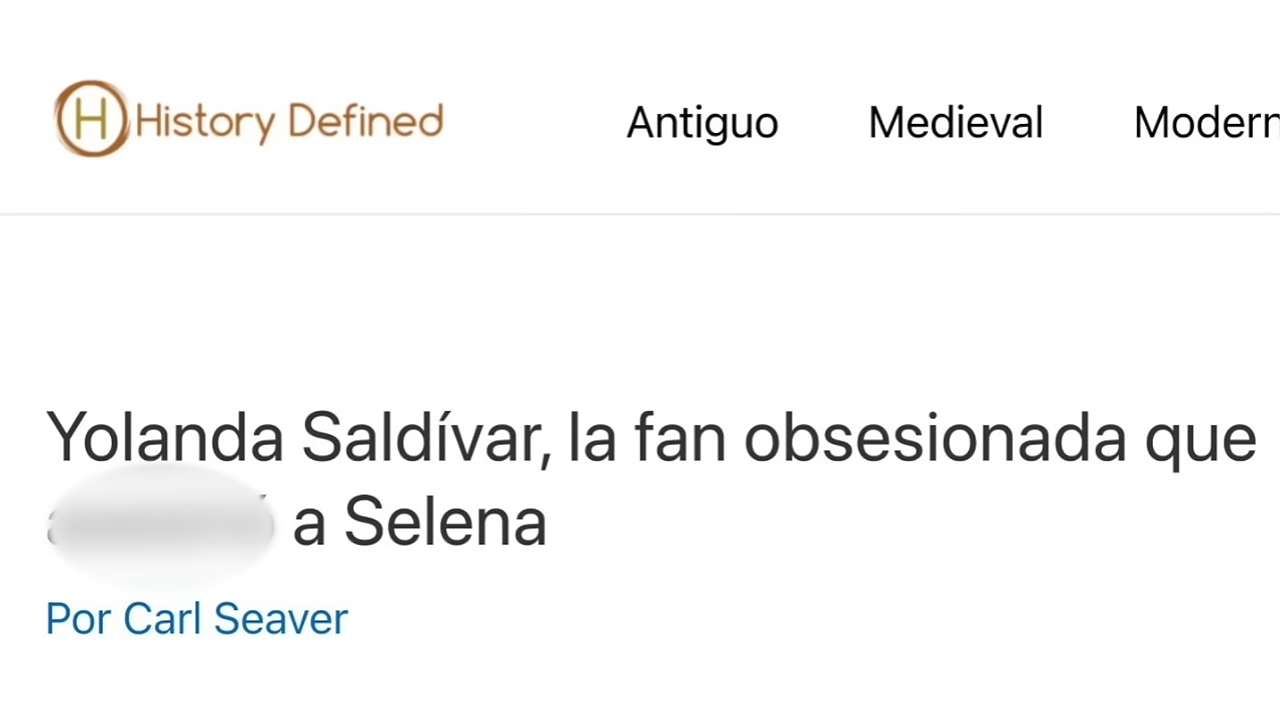 History Defined
Antiguo Medieval Modern
Yolanda Saldívar, la fan obsesionada que
a Selena
Por Carl Seaver